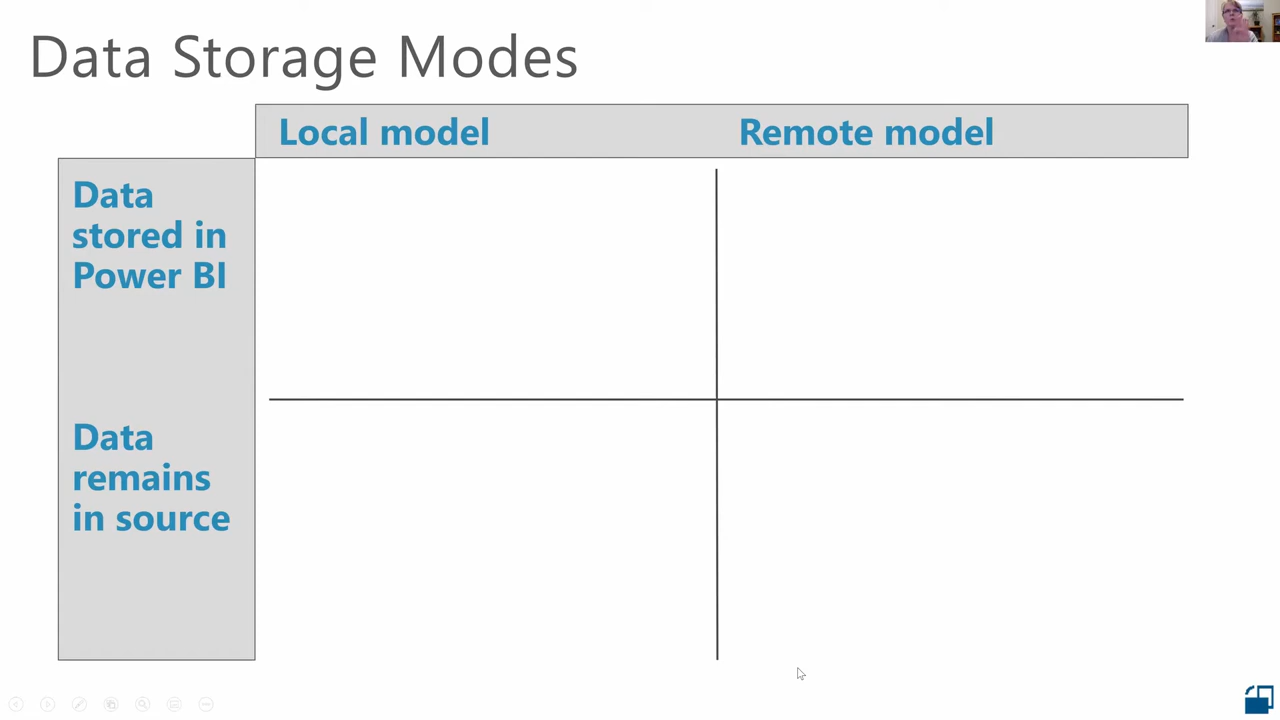 Data Storage Modes
Local model
Remote model
Data
stored in
Power BI
Data
remains
in source